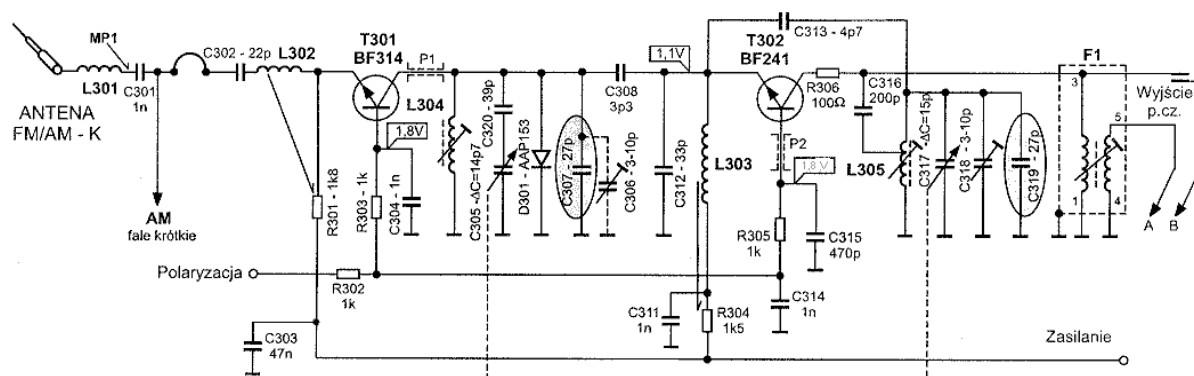 MP1
L301
C301
1n
ANTENA
FM/AM - K
AM
fale krótkie
C302 - 22p
L302
T301
BF314
P1
1,8V
L304
R301 - 1k8
R303 - 1k
C304 - 1n
C320 - 39p
C305 - ΔC=14p7
D301 - AAP153
C307 - 27p
C306 - 3-10p
C308
3p3
1,1V
C312 - 33p
L303
C313 - 4p7
T302
BF241
R306
100Ω
P2
1,8 V
C316
200p
L305
C317 - ΔC=15p
C318 - 3-10p
C319 - 27p
F1
3
5
1
4
Wyjście
p.cz.
A
B
Polaryzacja
R302
1k
R305
1k
C315
470p
C303
47n
C311
1n
R304
1k5
C314
1n
Zasilanie